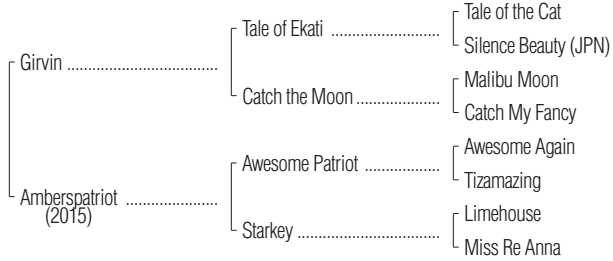 Tale of the Cat
Tale of Ekati ....................
Silence Beauty (JPN)
Girvin .....................................
Malibu Moon
Catch the Moon .....................
Catch My Fancy
Awesome Again
Awesome Patriot ...................
Tizamazing
Amberspatriot .......................
(2015)
Limehouse
Starkey ...................................
Miss Re Anna